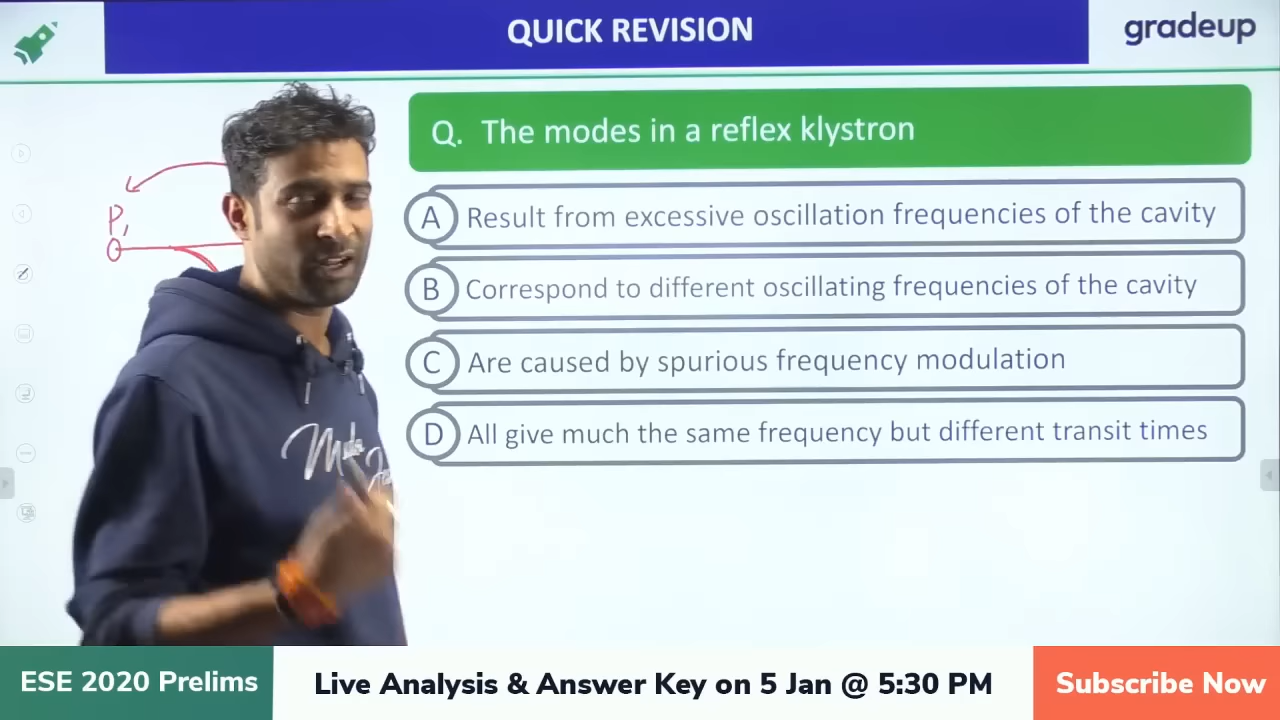 QUICK REVISION
gradeup
Q. The modes in a reflex klystron
P₁
A Result from excessive oscillation frequencies of the cavity
B Correspond to different oscillating frequencies of the cavity
C Are caused by spurious frequency modulation
D All give much the same frequency but different transit times
ESE 2020 Prelims
Live Analysis & Answer Key on 5 Jan @ 5:30 PM
Subscribe Now